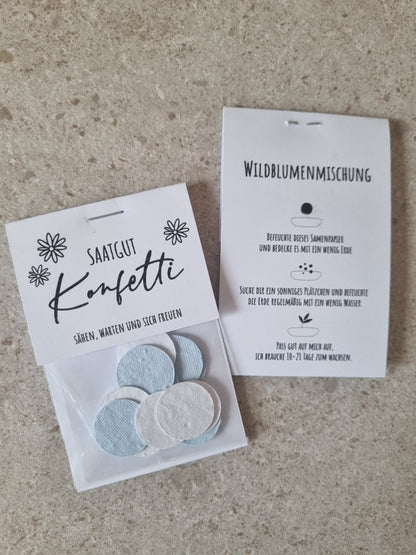 SAATGUT
Konfetti
SÄHEN, WARTEN UND SICH FREUEN
WILDBLUMENMISCHUNG
BEFEUCHTE DIESES SAMENPAPIER
UND BEDECKE ES MIT EIN WENIG ERDE
SUCHE DIR EIN SONNIGES PLÄTZCHEN UND BEFEUCHTE
DIE ERDE REGELMÄßIG MIT EIN WENIG WASSER
PASS GUT AUF MICH AUF,
ICH BRAUCHE 10-21 TAGE ZUM WACHSEN.